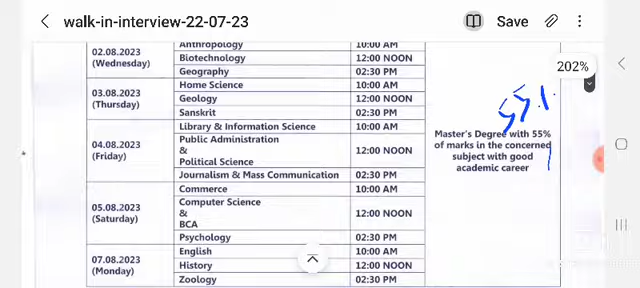 walk-in-interview-22-07-23
Save
202%
02.08.2023
(Wednesday)
Anthropology 10:00 AM
Biotechnology 12:00 NOON
Geography 02:30 PM
03.08.2023
(Thursday)
Home Science 10:00 AM
Geology 12:00 NOON
Sanskrit 02:30 PM
04.08.2023
(Friday)
Library & Information Science 10:00 AM
Public Administration
&
Political Science
12:00 NOON
Journalism & Mass Communication 02:30 PM
05.08.2023
(Saturday)
Commerce 10:00 AM
Computer Science
&
BCA
12:00 NOON
Psychology 02:30 PM
07.08.2023
(Monday)
English 10:00 AM
History 12:00 NOON
Zoology 02:30 PM
Master's Degree with 55%
of marks in the concerned
subject with good
academic career